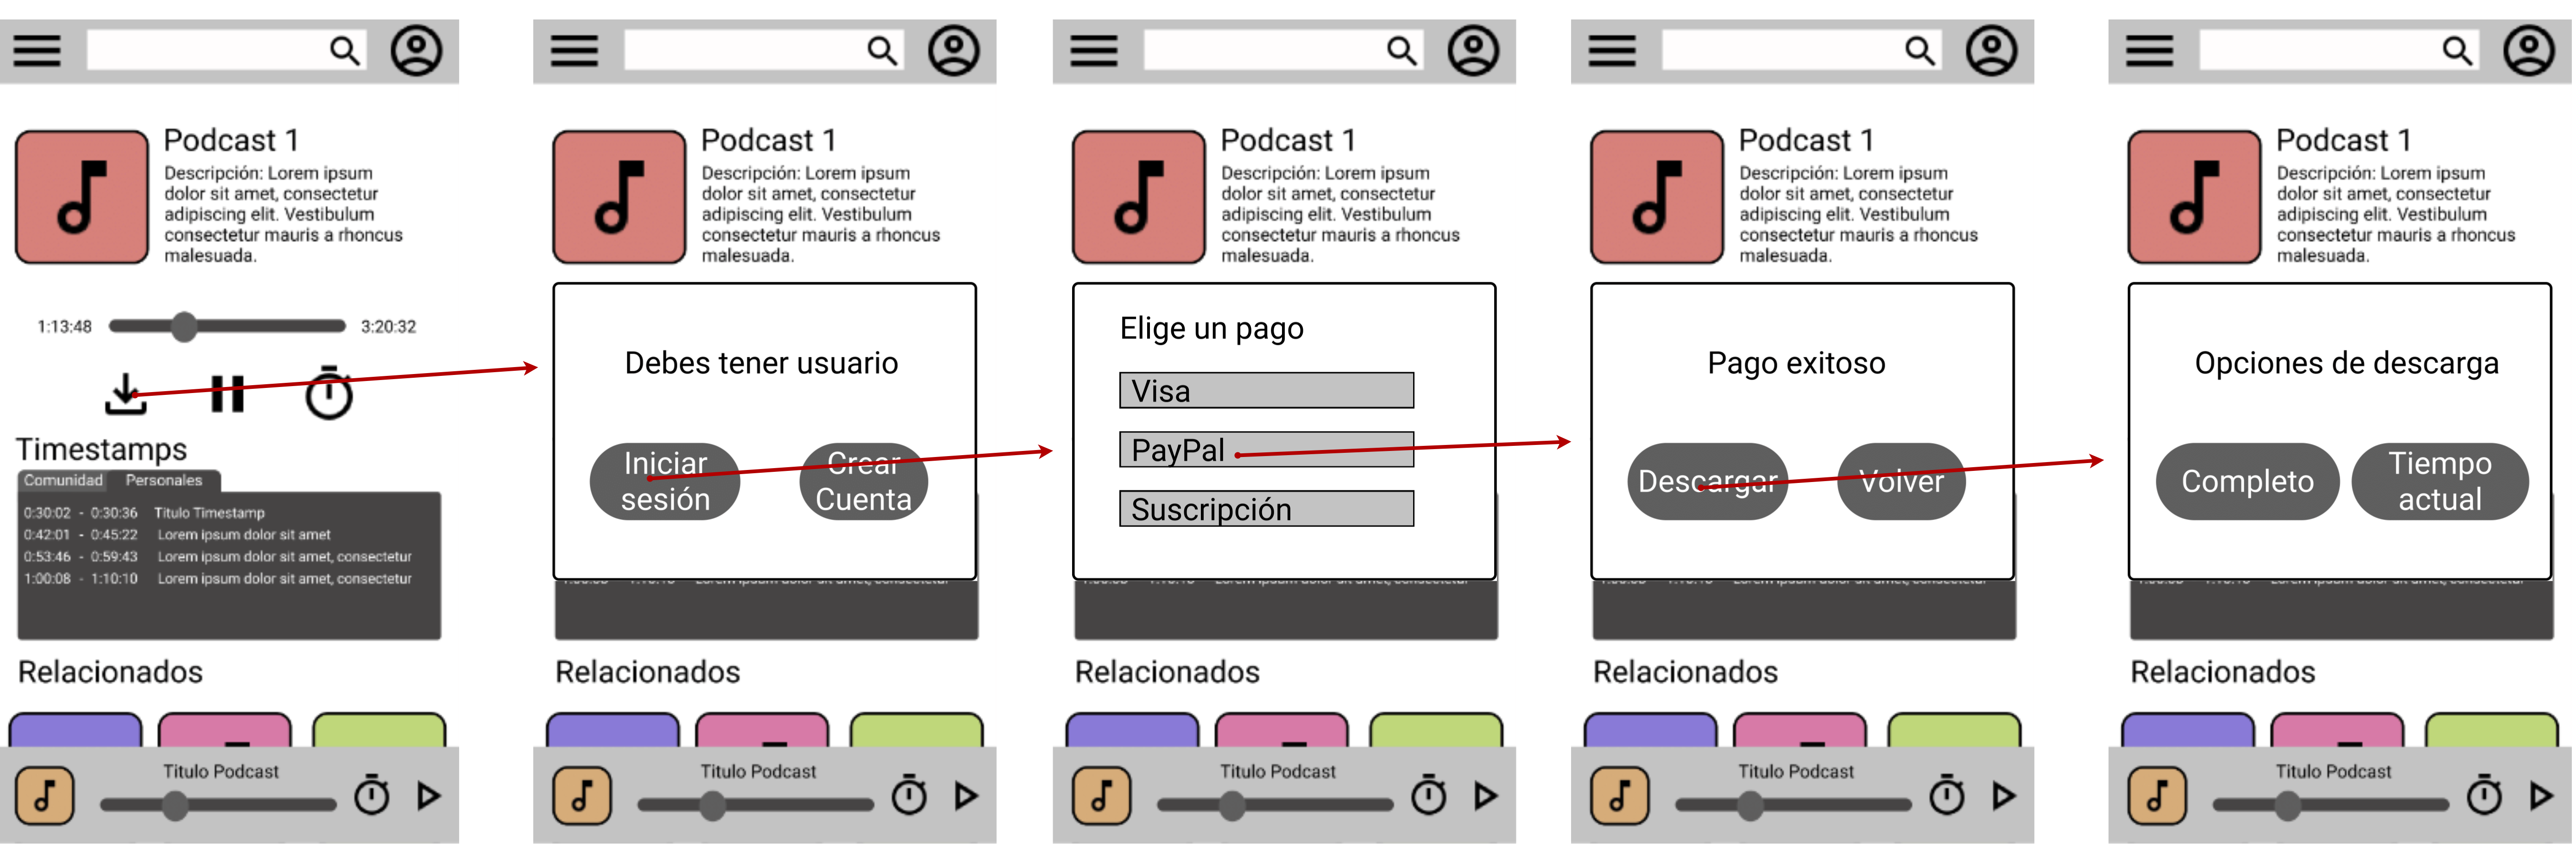 Podcast 1
Descripción: Lorem ipsum
dolor sit amet, consectetur
adipiscing elit. Vestibulum
consectetur mauris a rhoncus
malesuada.
1:13:48
3:20:32
Timestamps
Comunidad Personales
0:30:02 - 0:30:36 Titulo Timestamp
0:42:01 - 0:45:22 Lorem ipsum dolor sit amet
0:53:46 - 0:59:43 Lorem ipsum dolor sit amet, consectetur
1:00:08 - 1:10:10 Lorem ipsum dolor sit amet, consectetur
Relacionados
Titulo Podcast
Podcast 1
Descripción: Lorem ipsum
dolor sit amet, consectetur
adipiscing elit. Vestibulum
consectetur mauris a rhoncus
malesuada.
Debes tener usuario
Iniciar
sesión
Crear
Cuenta
Relacionados
Titulo Podcast
Podcast 1
Descripción: Lorem ipsum
dolor sit amet, consectetur
adipiscing elit. Vestibulum
consectetur mauris a rhoncus
malesuada.
Elige un pago
Visa
PayPal
Suscripción
Relacionados
Titulo Podcast
Podcast 1
Descripción: Lorem ipsum
dolor sit amet, consectetur
adipiscing elit. Vestibulum
consectetur mauris a rhoncus
malesuada.
Pago exitoso
Descargar
Volver
Relacionados
Titulo Podcast
Podcast 1
Descripción: Lorem ipsum
dolor sit amet, consectetur
adipiscing elit. Vestibulum
consectetur mauris a rhoncus
malesuada.
Opciones de descarga
Completo
Tiempo
actual
Relacionados
Titulo Podcast